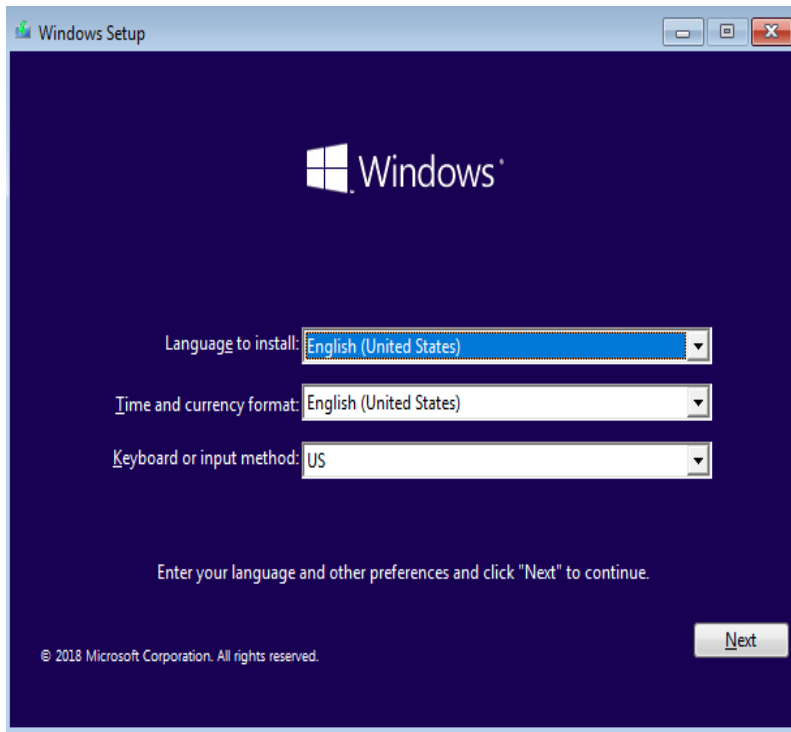 Windows Setup
Windows
Language to install: English (United States)
Time and currency format: English (United States)
Keyboard or input method: US
Enter your language and other preferences and click "Next" to continue.
Next
© 2018 Microsoft Corporation. All rights reserved.